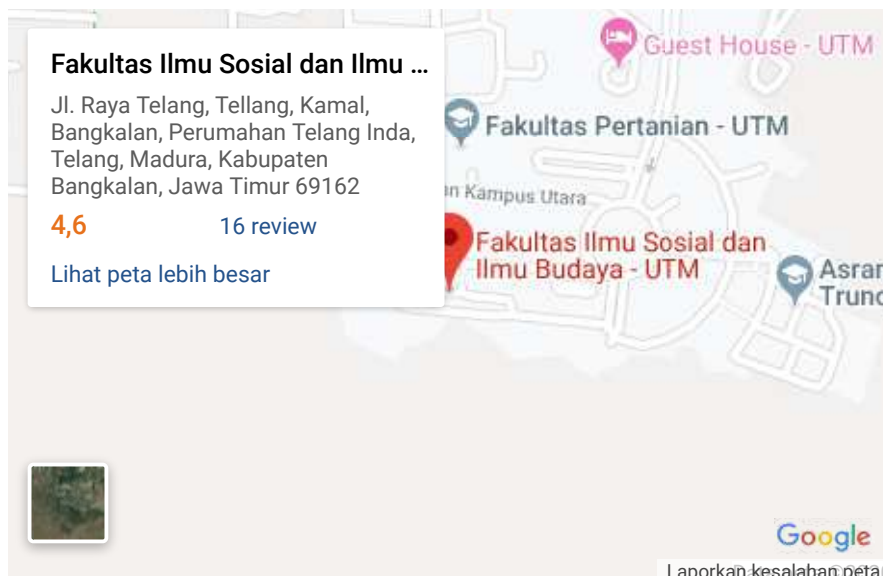 Fakultas Ilmu Sosial dan Ilmu ...
Jl. Raya Telang, Tellang, Kamal,
Bangkalan, Perumahan Telang Inda,
Telang, Madura, Kabupaten
Bangkalan, Jawa Timur 69162
4,6 16 review
Lihat peta lebih besar
Guest House - UTM
Fakultas Pertanian - UTM
Kampus Utara
Fakultas Ilmu Sosial dan
Ilmu Budaya - UTM
Asrar
Trunc
Google
Laporkan kesalahan peta